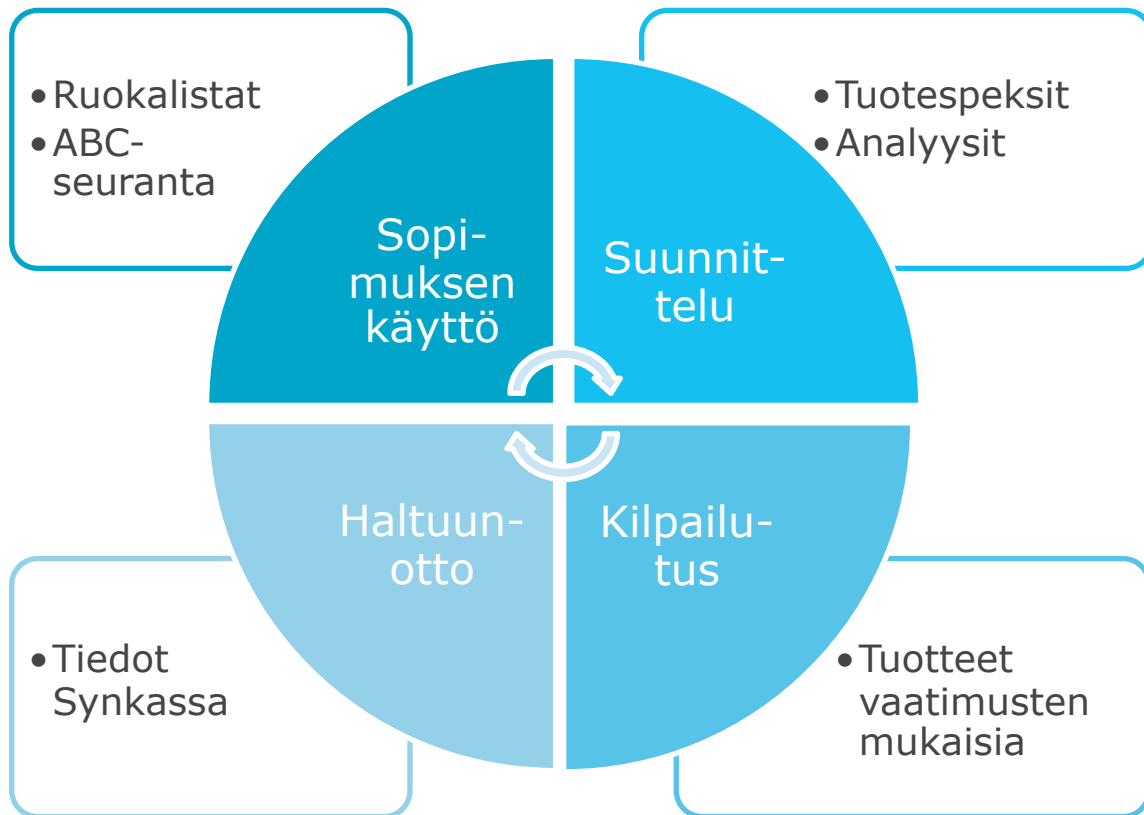 •Ruokalistat
•ABC-
seuranta
•Tuotespeksit
•Analyysit
Sopi-
muksen
käyttö
Suunnit-
telu
Haltuun-
otto
Kilpailu-
tus
•Tiedot
Synkassa
•Tuotteet
vaatimusten
mukaisia